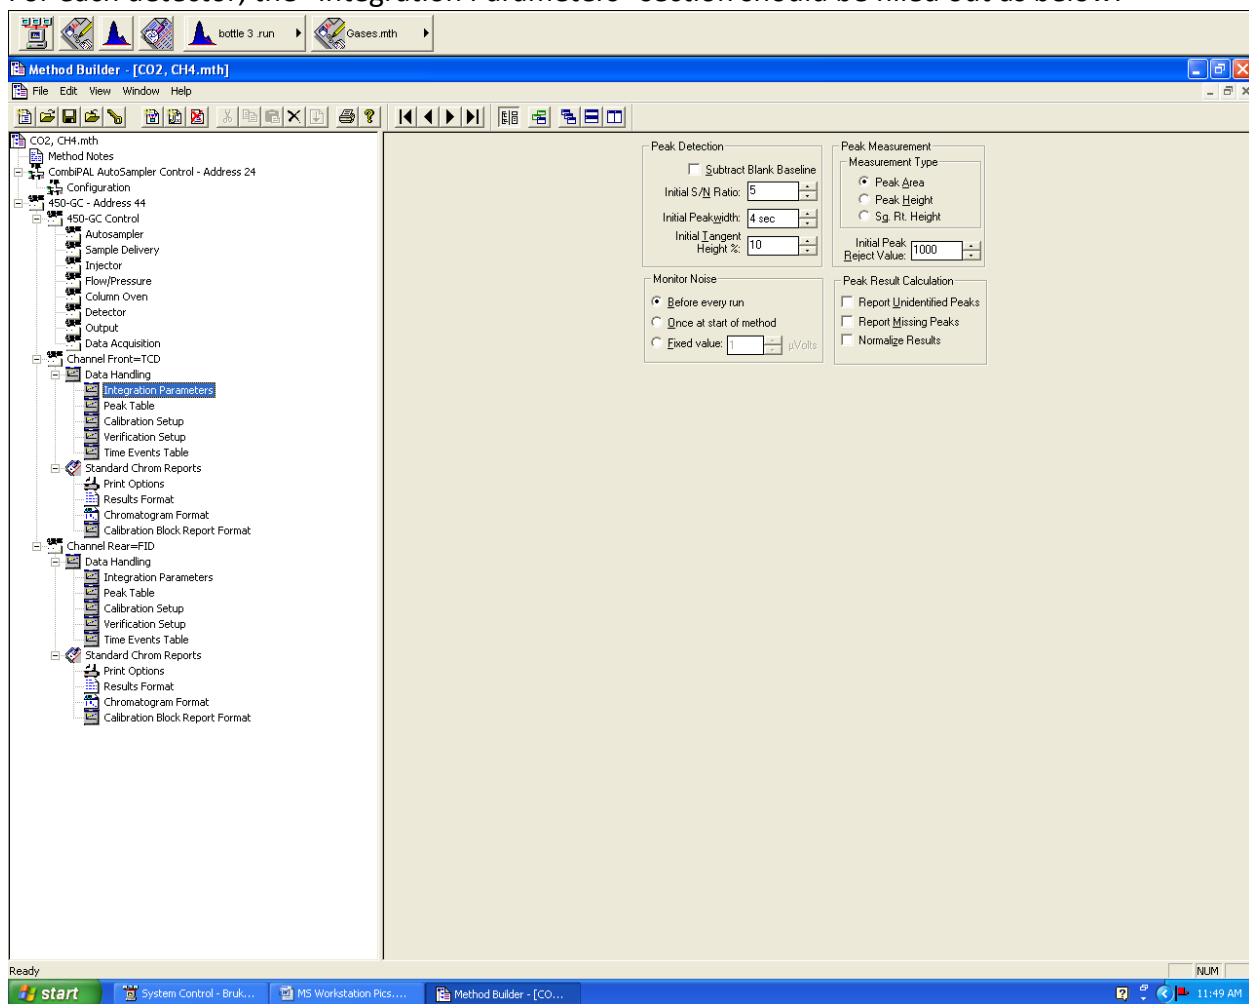 For each detector, the "Integration Parameters" section should be filled out as below:
bottle 3 .run
Gases.mth
Method Builder - [CO2, CH4.mth]
File Edit View Window Help
CO2, CH4.mth
Method Notes
CombiPAL AutoSampler Control - Address 24
Configuration
450-GC - Address 44
450-GC Control
Autosampler
Sample Delivery
Injector
Flow/Pressure
Column Oven
Detector
Output
Data Acquisition
Channel Front=TCD
Data Handling
Integration Parameters
Peak Table
Calibration Setup
Verification Setup
Time Events Table
Standard Chrom Reports
Print Options
Results Format
Chromatogram Format
Calibration Block Report Format
Channel Rear=FID
Data Handling
Integration Parameters
Peak Table
Calibration Setup
Verification Setup
Time Events Table
Standard Chrom Reports
Print Options
Results Format
Chromatogram Format
Calibration Block Report Format
Peak Detection
Subtract Blank Baseline
Initial S/N Ratio: 5
Initial Peakwidth: 4 sec
Initial Tangent
Height %: 10
Monitor Noise
Before every run
Once at start of method
Fixed value: 1 µVolts
Peak Measurement
Measurement Type
Peak Area
Peak Height
Sq. Rt. Height
Initial Peak
Reject Value: 1000
Peak Result Calculation
Report Unidentified Peaks
Report Missing Peaks
Normalize Results
Ready
NUM
start
System Control - Bruk...
MS Workstation Pics....
Method Builder - [CO...
11:49 AM